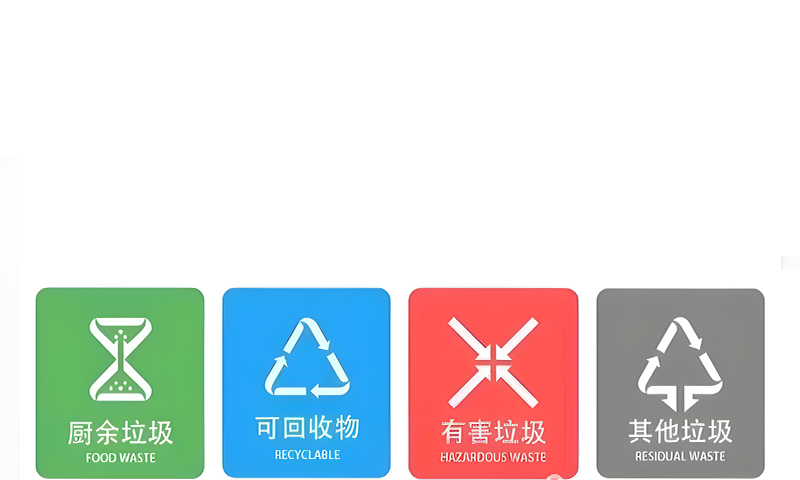 厨余垃圾
FOOD WASTE
可回收物
RECYCLABLE
有害垃圾
HAZARDOUS WASTE
其他垃圾
RESIDUAL WASTE